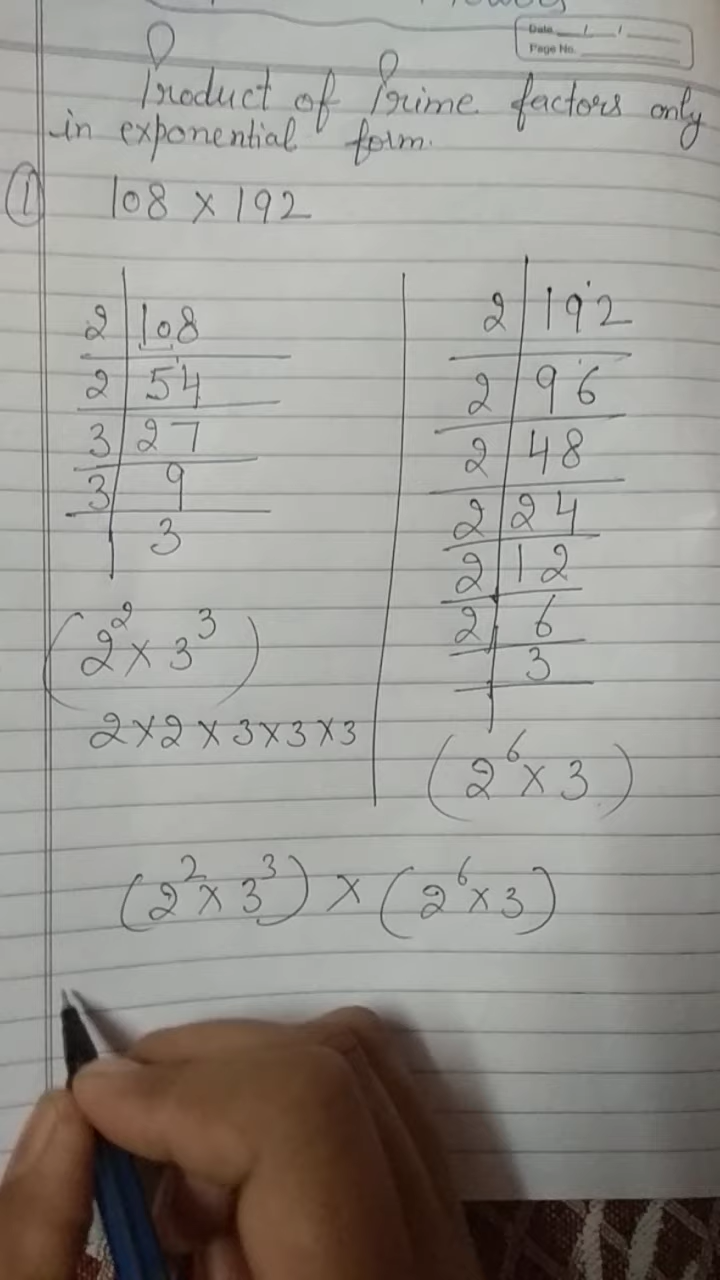 Date / /
Page No.
Product of Prime factors only
in exponential form.
① 108 × 192
2 | 108
2 | 54
3 | 27
3 | 9
| 3
(2² × 3³)
2×2×3×3×3
2 | 192
2 | 96
2 | 48
2 | 24
2 | 12
2 | 6
| 3
(2⁶ × 3)
(2² × 3³) × (2⁶ × 3)